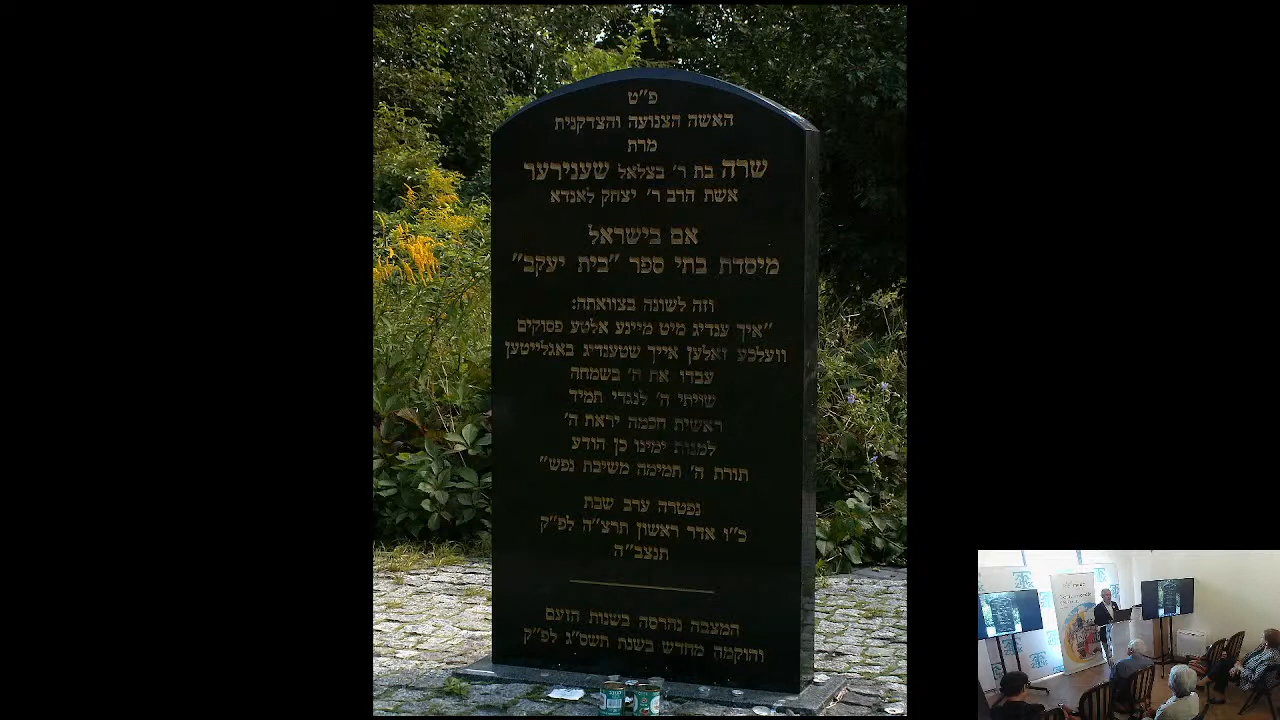 פ"ט
האשה הצנועה והצדקנית
מרת
שרה בת ר' בצלאל שענירער
אשת הרב ר' יצחק לאנדא
אם בישראל
מיסדת בתי ספר "בית יעקב"
וזה לשונה בצוואתה:
"איך ענדיג מיט מיינע אלטע פסוקים
וועלכע זאלען אייך שטענדיג באגלייטען
עבדו את ה' בשמחה
שויתי ה' לנגדי תמיד
ראשית חכמה יראת ה'
למנות ימינו כן הודע
תורת ה' תמימה משיבת נפש"
נפטרה ערב שבת
כ"ו אדר ראשון תרצ"ה לפ"ק
תנצב"ה
המצבה נהרסה בשנות הזעם
והוקמה מחדש בשנת תשס"ג לפ"ק